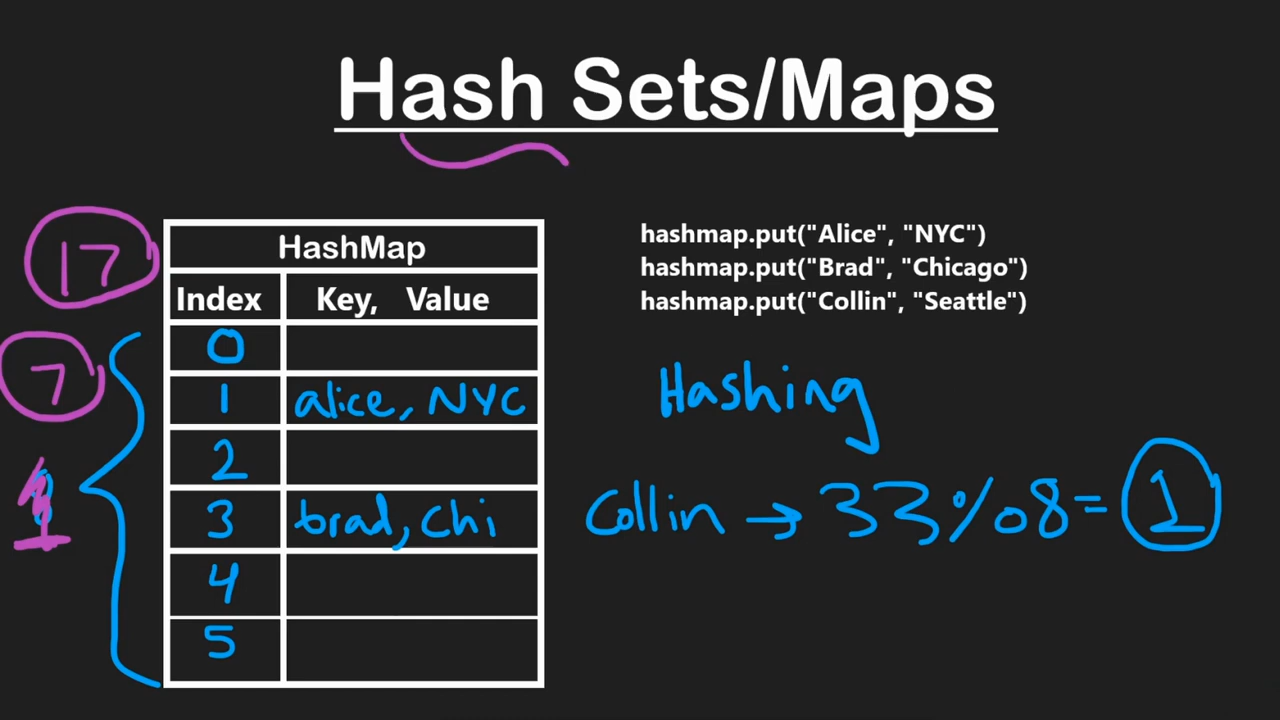 Hash Sets/Maps
17
HashMap
Index Key, Value
7
0
1 alice, NYC
2
3 brad, Chi
4
5
hashmap.put("Alice", "NYC")
hashmap.put("Brad", "Chicago")
hashmap.put("Collin", "Seattle")
Hashing
Collin → 33%8 = 1